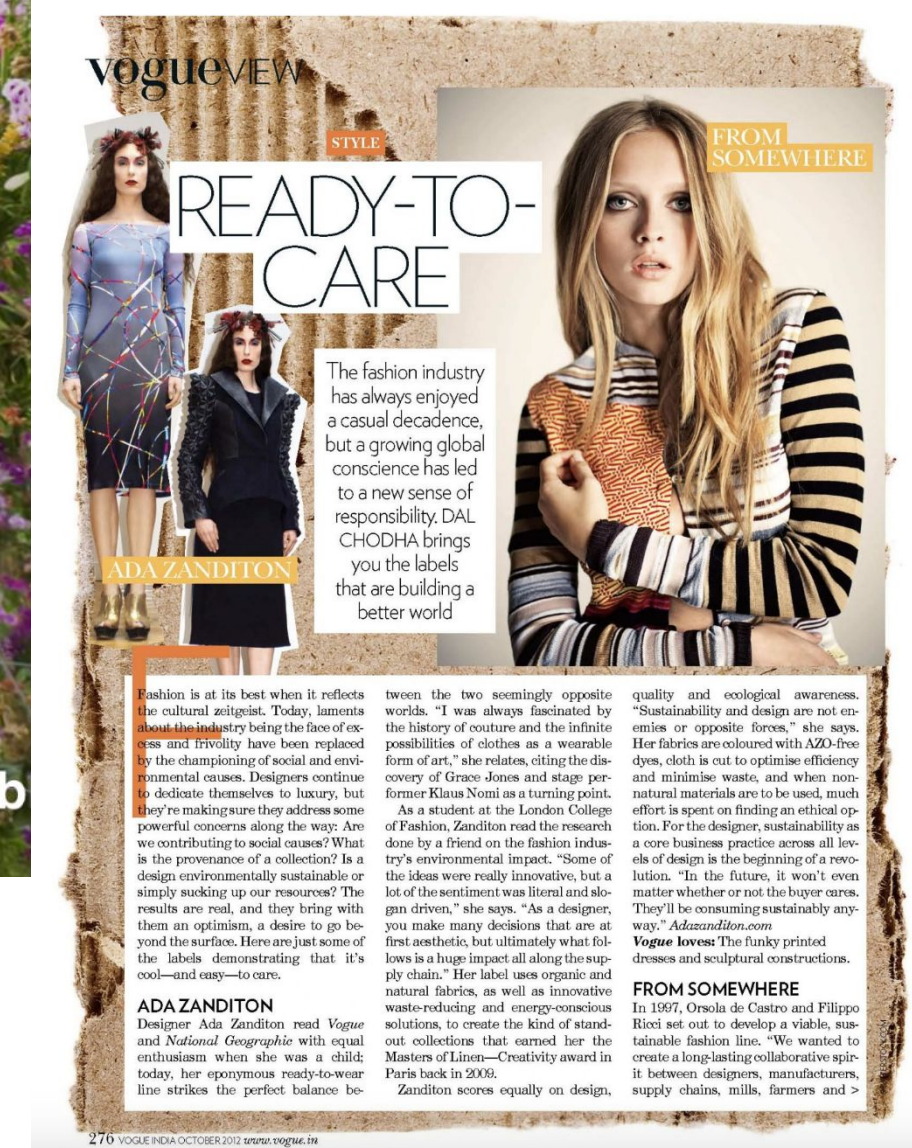 vogueVIEW
STYLE
READY-TO-
CARE
FROM
SOMEWHERE
The fashion industry
has always enjoyed
a casual decadence,
but a growing global
conscience has led
to a new sense of
responsibility. DAL
CHODHA brings
you the labels
that are building a
better world
ADA ZANDITON
b
Fashion is at its best when it reflects
the cultural zeitgeist. Today, laments
about the industry being the face of ex-
cess and frivolity have been replaced
by the championing of social and envi-
ronmental causes. Designers continue
to dedicate themselves to luxury, but
they're making sure they address some
powerful concerns along the way: Are
we contributing to social causes? What
is the provenance of a collection? Is a
design environmentally sustainable or
simply sucking up our resources? The
results are real, and they bring with
them an optimism, a desire to go be-
yond the surface. Here are just some of
the labels demonstrating that it's
cool—and easy—to care.
ADA ZANDITON
Designer Ada Zanditon read Vogue
and National Geographic with equal
enthusiasm when she was a child;
today, her eponymous ready-to-wear
line strikes the perfect balance be-
tween the two seemingly opposite
worlds. “I was always fascinated by
the history of couture and the infinite
possibilities of clothes as a wearable
form of art,” she relates, citing the dis-
covery of Grace Jones and stage per-
former Klaus Nomi as a turning point.
As a student at the London College
of Fashion, Zanditon read the research
done by a friend on the fashion indus-
try's environmental impact. “Some of
the ideas were really innovative, but a
lot of the sentiment was literal and slo-
gan driven,” she says. “As a designer,
you make many decisions that are at
first aesthetic, but ultimately what fol-
lows is a huge impact all along the sup-
ply chain.” Her label uses organic and
natural fabrics, as well as innovative
waste-reducing and energy-conscious
solutions, to create the kind of stand-
out collections that earned her the
Masters of Linen—Creativity award in
Paris back in 2009.
Zanditon scores equally on design,
quality and ecological awareness.
“Sustainability and design are not en-
emies or opposite forces,” she says.
Her fabrics are coloured with AZO-free
dyes, cloth is cut to optimise efficiency
and minimise waste, and when non-
natural materials are to be used, much
effort is spent on finding an ethical op-
tion. For the designer, sustainability as
a core business practice across all lev-
els of design is the beginning of a revo-
lution. “In the future, it won't even
matter whether or not the buyer cares.
They'll be consuming sustainably any-
way.” Adazanditon.com
Vogue loves: The funky printed
dresses and sculptural constructions.
FROM SOMEWHERE
In 1997, Orsola de Castro and Filippo
Ricci set out to develop a viable, sus-
tainable fashion line. “We wanted to
create a long-lasting collaborative spir-
it between designers, manufacturers,
supply chains, mills, farmers and >
276 VOGUE INDIA OCTOBER 2012 www.vogue.in